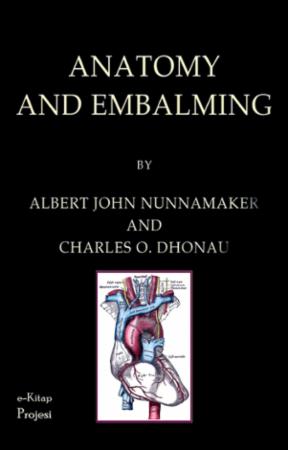 ANATOMY
AND EMBALMING
BY
ALBERT JOHN NUNNAMAKER
AND
CHARLES O. DHONAU
e-Kitap
Projesi